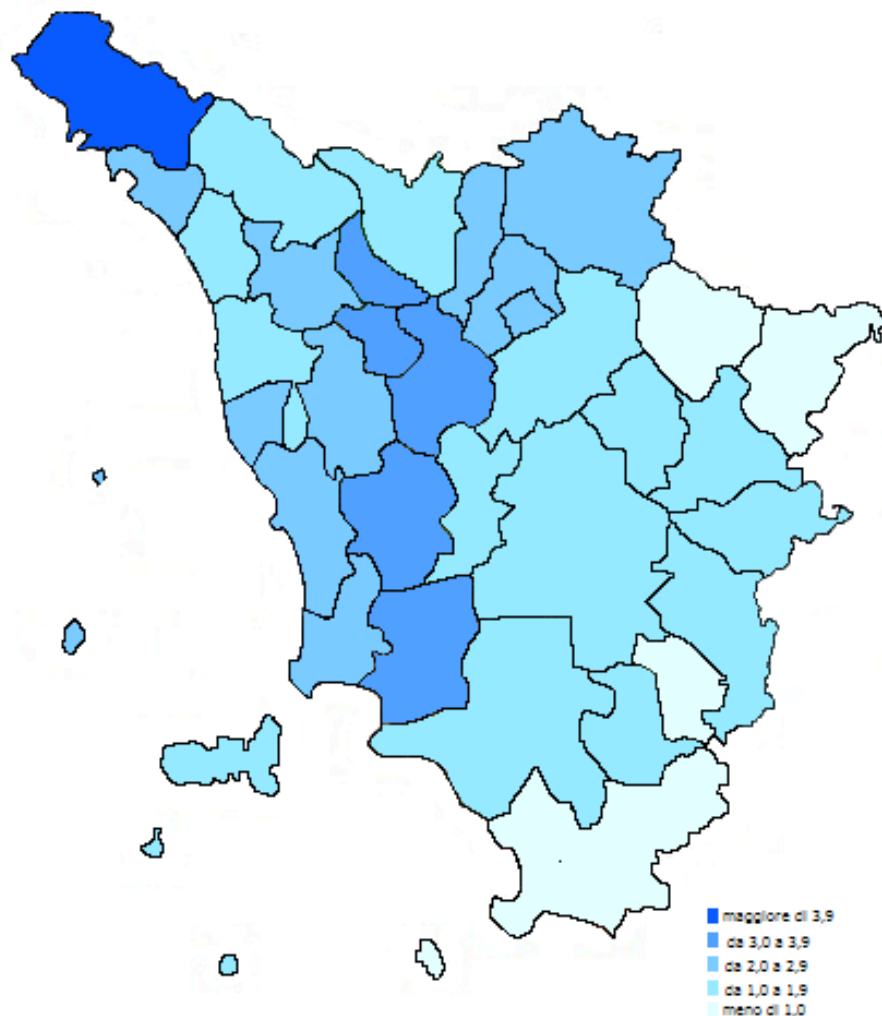 maggiore di 3,9
da 3,0 a 3,9
da 2,0 a 2,9
da 1,0 a 1,9
meno di 1,0